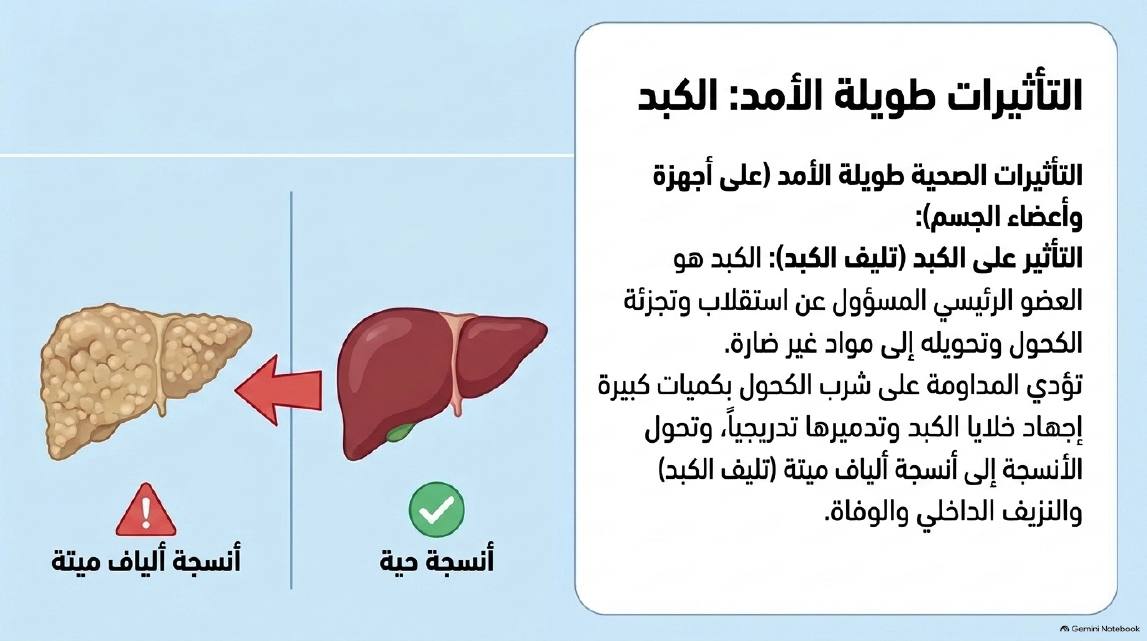 التأثيرات طويلة الأمد: الكبد
التأثيرات الصحية طويلة الأمد (على أجهزة
وأعضاء الجسم):
التأثير على الكبد (تليف الكبد): الكبد هو
العضو الرئيسي المسؤول عن استقلاب وتجزئة
الكحول وتحويله إلى مواد غير ضارة.
تؤدي المداومة على شرب الكحول بكميات كبيرة
إجهاد خلايا الكبد وتدميرها تدريجياً، وتحول
الأنسجة إلى أنسجة ألياف ميتة (تليف الكبد)
والنزيف الداخلي والوفاة.
أنسجة حية
أنسجة ألياف ميتة
Gemini Notebook